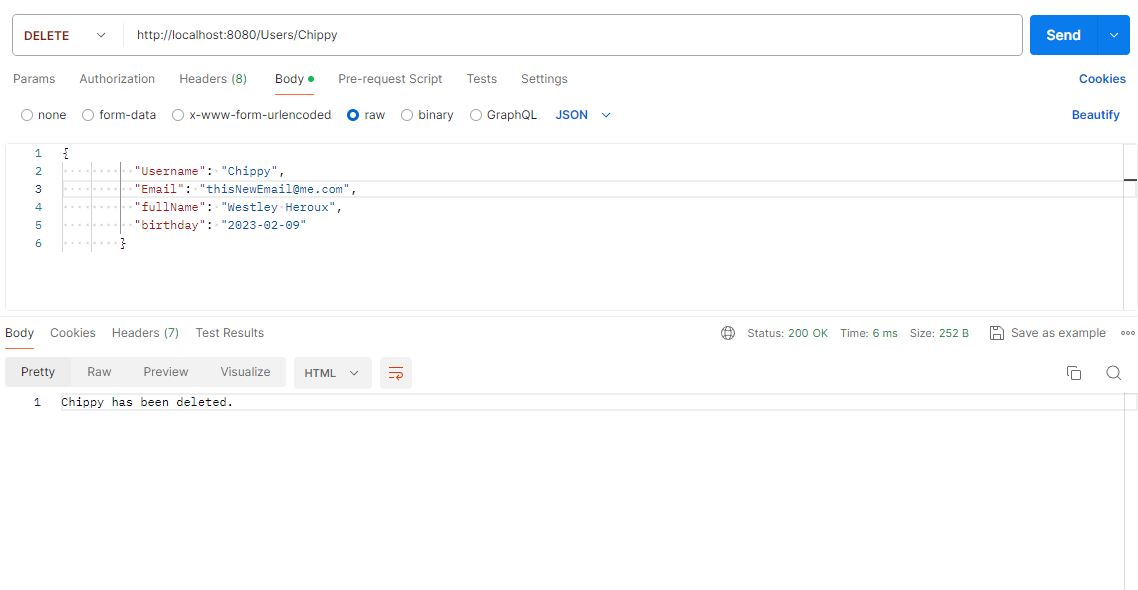 DELETE http://localhost:8080/Users/Chippy Send
Params Authorization Headers (8) Body Pre-request Script Tests Settings Cookies
none form-data x-www-form-urlencoded raw binary GraphQL JSON Beautify
1 {
2 "Username": "Chippy",
3 "Email": "thisNewEmail@me.com",
4 "fullName": "Westley Heroux",
5 "birthday": "2023-02-09"
6 }
Body Cookies Headers (7) Test Results Status: 200 OK Time: 6 ms Size: 252 B Save as example
Pretty Raw Preview Visualize HTML
1 Chippy has been deleted.